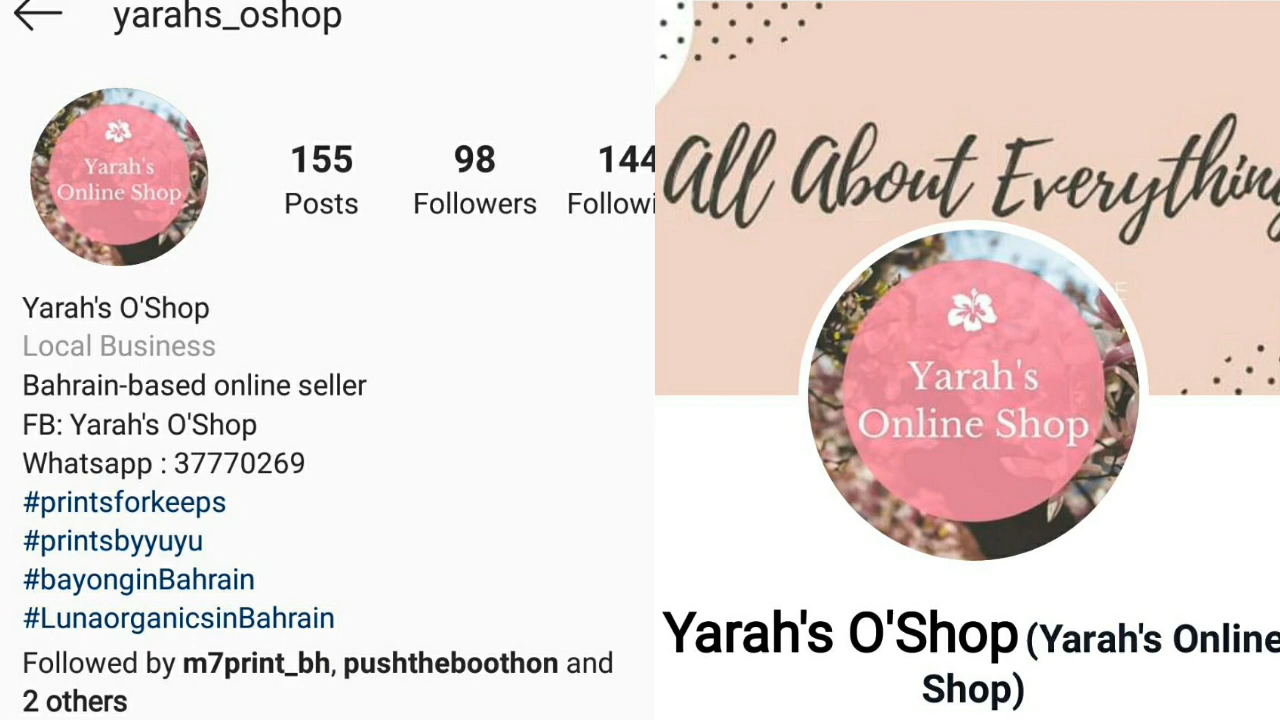 yarahs_oshop
Yarah's
Online Shop
155
98
144
Posts
Followers
Followi
Yarah's O'Shop
Local Business
Bahrain-based online seller
FB: Yarah's O'Shop
Whatsapp : 37770269
#printsforkeeps
#printsbyyuyu
#bayonginBahrain
#LunaorganicsinBahrain
Followed by m7print_bh, pushtheboothon and
2 others
All About Everything
Yarah's
Online Shop
Yarah's O'Shop (Yarah's Online
Shop)